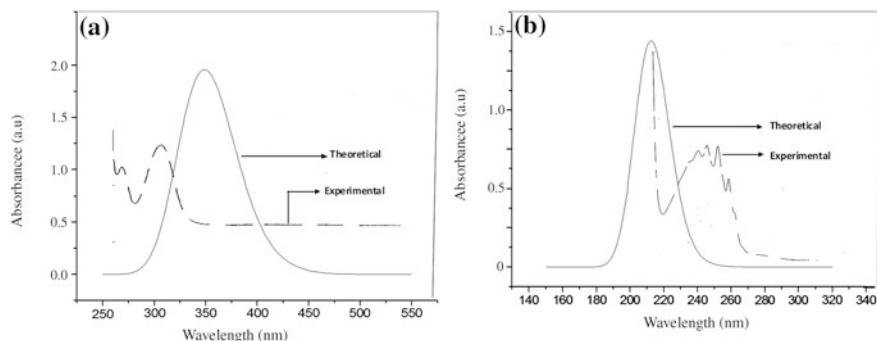 (a)
2.0
1.5
1.0
0.5
0.0
Absorbancee (a.u)
Theoretical
Experimental
250 300 350 400 450 500 550
Wavelength (nm)
(b)
1.5
1.0
0.5
0
Absorbancee (a.u)
Theoretical
Experimental
140 160 180 200 220 240 260 280 300 320 340
Wavelength (nm)